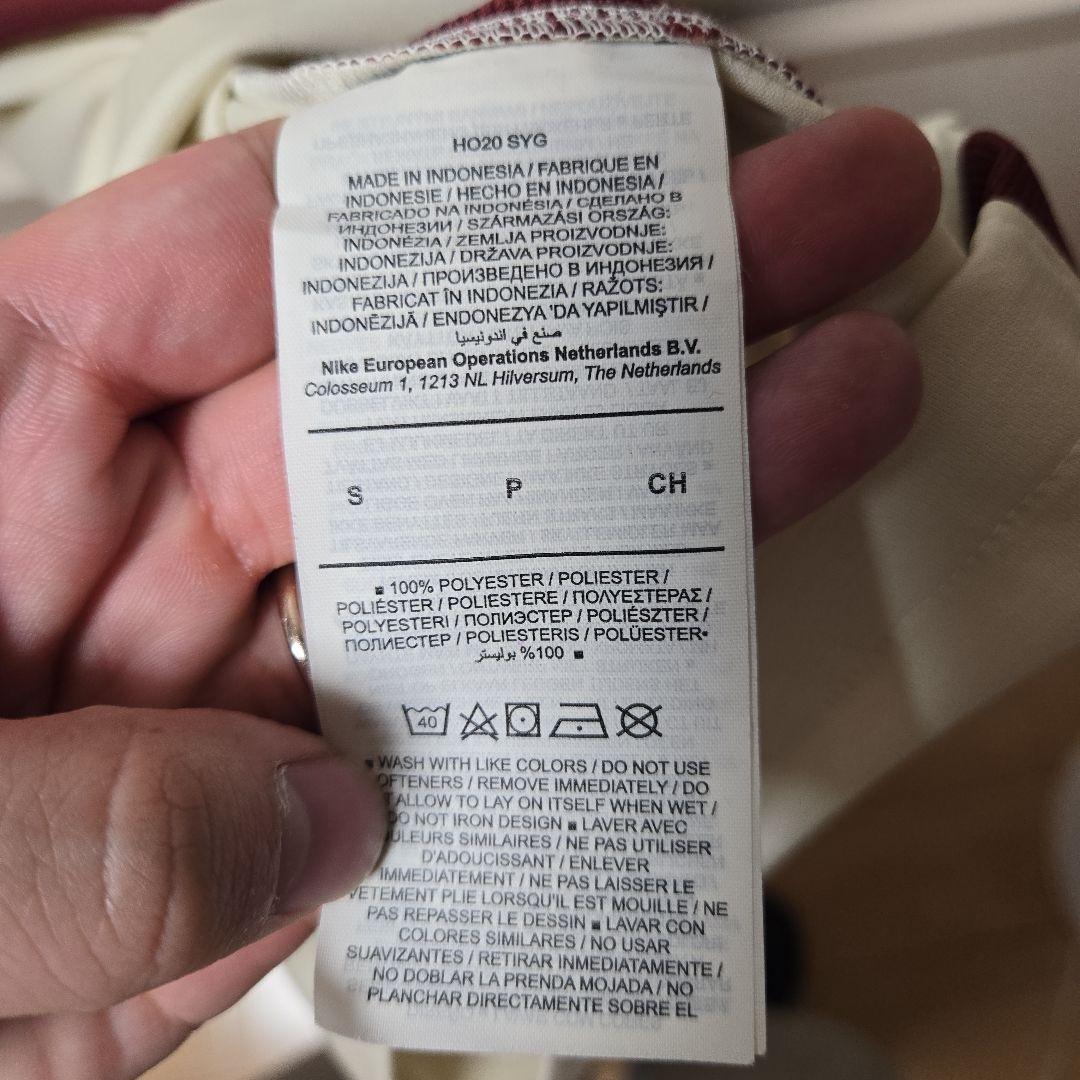 HO20 SYG
MADE IN INDONESIA / FABRIQUE EN
INDONESIE / HECHO EN INDONESIA /
FABRICADO NA INDONÉSIA / СДЕЛАНО В
ИНДОНЕЗИИ / SZÁRMAZÁSI ORSZÁG:
INDONÉZIA / ZEMLJA PROIZVODNJE:
INDONEZIJA / DRŽAVA PROIZVODNJE:
INDONEZIJA / ПРОИЗВЕДЕНО В ИНДОНЕЗИЯ /
FABRICAT ÎN INDONEZIA / RAŽOTS:
INDONĒZIJĀ / ENDONEZYA 'DA YAPILMIŞTIR /
صنع في اندونيسيا
Nike European Operations Netherlands B.V.
Colosseum 1, 1213 NL Hilversum, The Netherlands
S P CH
■ 100% POLYESTER / POLIESTER /
POLIÉSTER / POLIESTERE / ΠΟΛΥΕΣΤΕΡΑΣ /
POLYESTERI / ПОЛИЭСТЕР / POLIÉSZTER /
ПОЛИЕСТЕР / POLIESTERIS / POLÜESTER•
100% بوليستر ■
40
■ WASH WITH LIKE COLORS / DO NOT USE
SOFTENERS / REMOVE IMMEDIATELY / DO
ALLOW TO LAY ON ITSELF WHEN WET /
DO NOT IRON DESIGN ■ LAVER AVEC
COULEURS SIMILAIRES / NE PAS UTILISER
D'ADOUCISSANT / ENLEVER
IMMEDIATEMENT / NE PAS LAISSER LE
VETEMENT PLIE LORSQU'IL EST MOUILLE / NE
PAS REPASSER LE DESSIN ■ LAVAR CON
COLORES SIMILARES / NO USAR
SUAVIZANTES / RETIRAR INMEDIATAMENTE /
NO DOBLAR LA PRENDA MOJADA / NO
PLANCHAR DIRECTAMENTE SOBRE EL